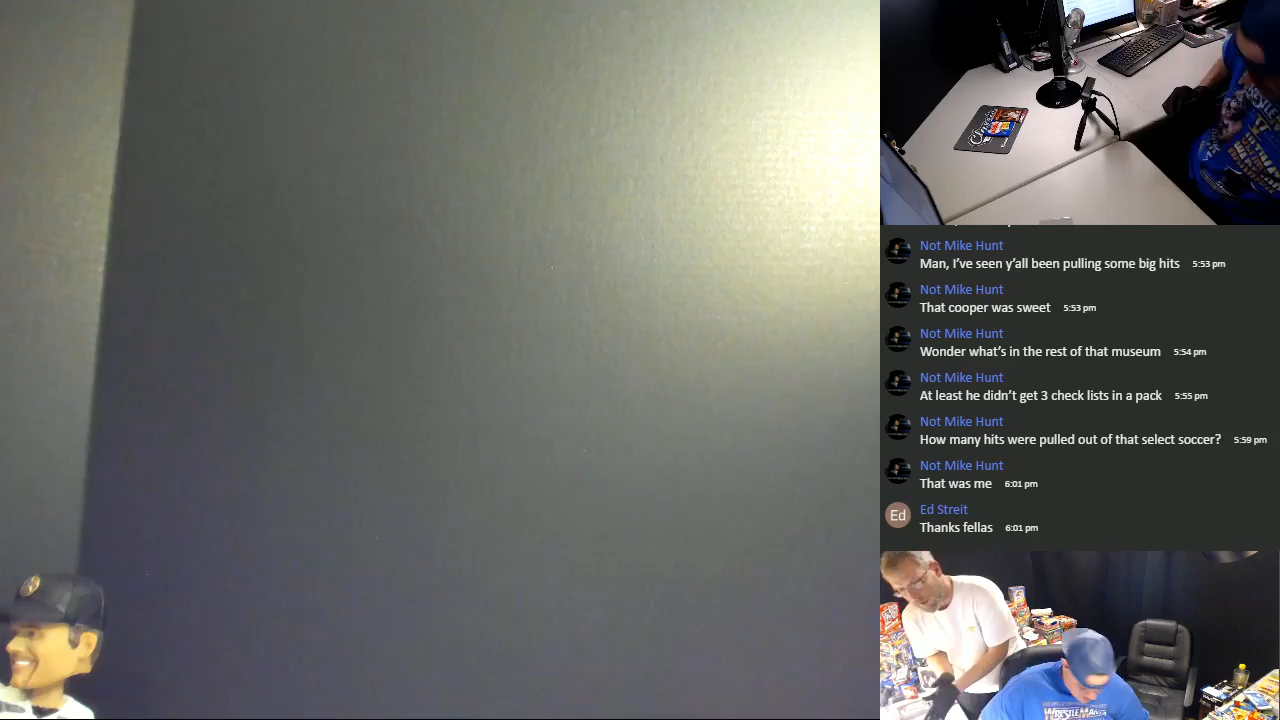 Not Mike Hunt
Man, I've seen y'all been pulling some big hits 5:53 pm
Not Mike Hunt
That cooper was sweet 5:53 pm
Not Mike Hunt
Wonder what's in the rest of that museum 5:54 pm
Not Mike Hunt
At least he didn't get 3 check lists in a pack 5:55 pm
Not Mike Hunt
How many hits were pulled out of that select soccer? 5:59 pm
Not Mike Hunt
That was me 6:01 pm
Ed
Ed Streit
Thanks fellas 6:01 pm